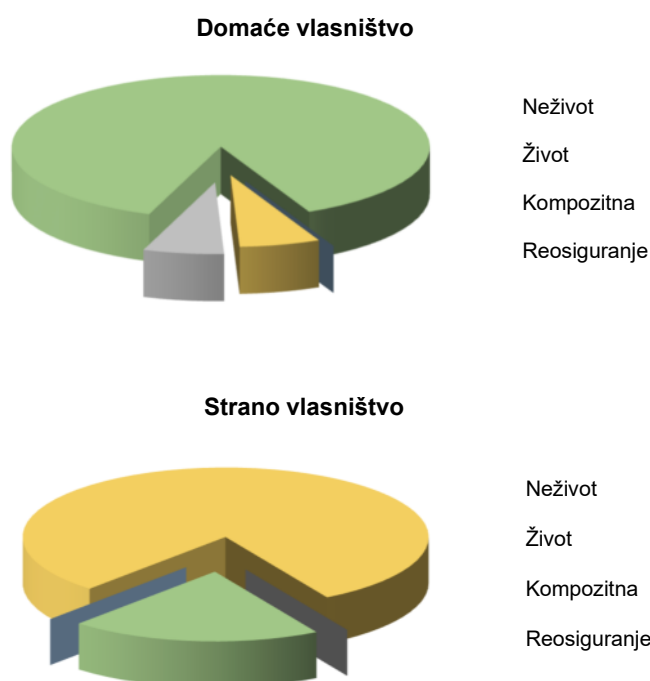 Domaće vlasništvo
Neživot
Život
Kompozitna
Reosiguranje
Strano vlasništvo
Neživot
Život
Kompozitna
Reosiguranje